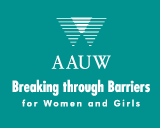 AAUW
Breaking through Barriers
for Women and Girls